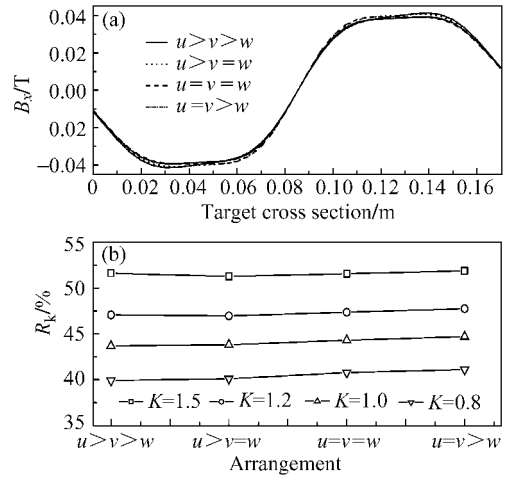 (a)
0.04
0.02
0.00
0.02
−0.04
Bx/T
u>v>w
u>v=w
u=v=w
u=v>w
0 0.02 0.04 0.06 0.08 0.10 0.12 0.14 0.16
Target cross section/m
(b)
55
50
45
40
35
Rk/%
K=1.5 K=1.2 K=1.0 K=0.8
u>v>w u>v=w u=v=w u=v>w
Arrangement